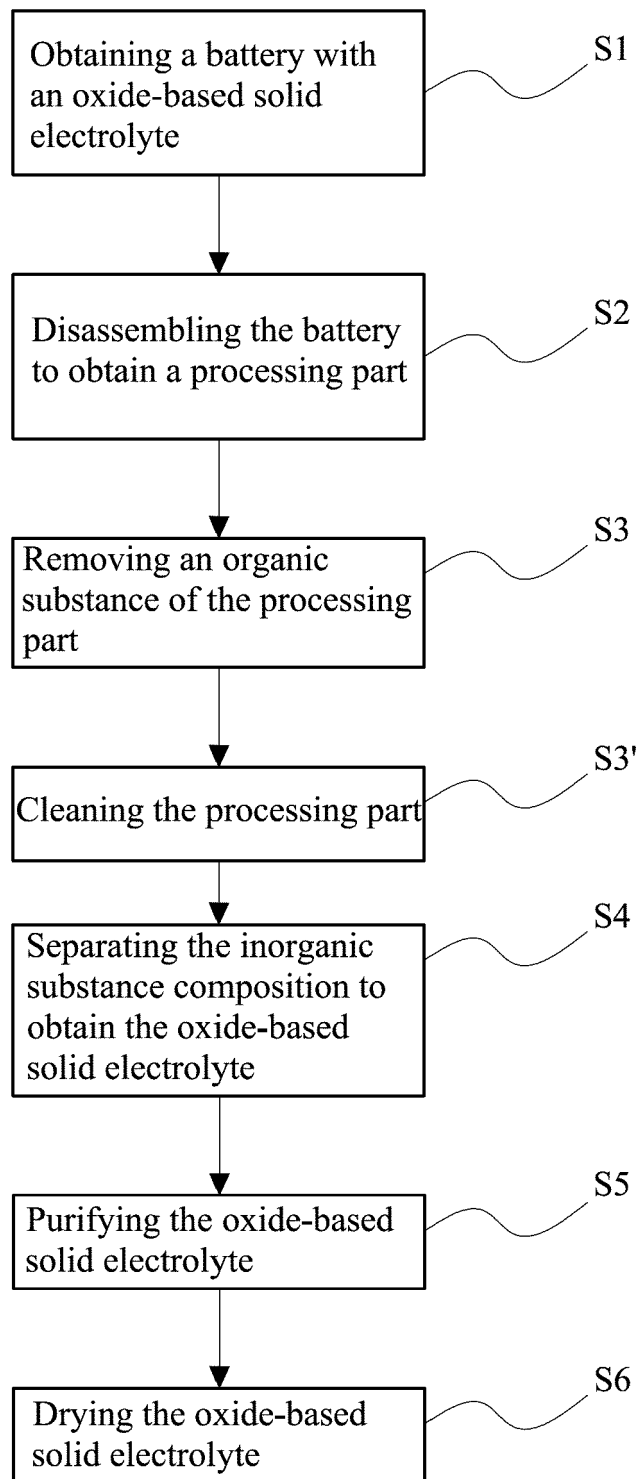 Obtaining a battery with
an oxide-based solid
electrolyte
S1
Disassembling the battery
to obtain a processing part
S2
Removing an organic
substance of the processing
part
S3
Cleaning the processing part
S3'
Separating the inorganic
substance composition to
obtain the oxide-based
solid electrolyte
S4
Purifying the oxide-based
solid electrolyte
S5
Drying the oxide-based
solid electrolyte
S6